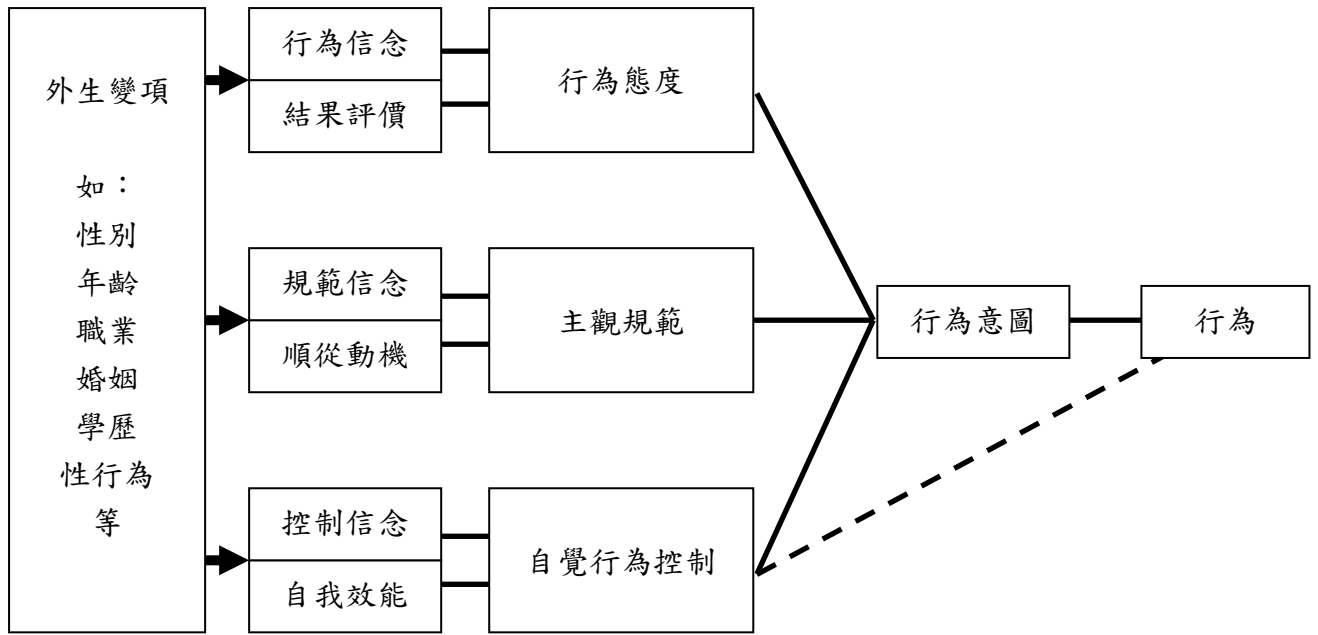 外生變項
如：
性別
年齡
職業
婚姻
學歷
性行為
等
行為信念
結果評價
行為態度
規範信念
順從動機
主觀規範
控制信念
自我效能
自覺行為控制
行為意圖
行為